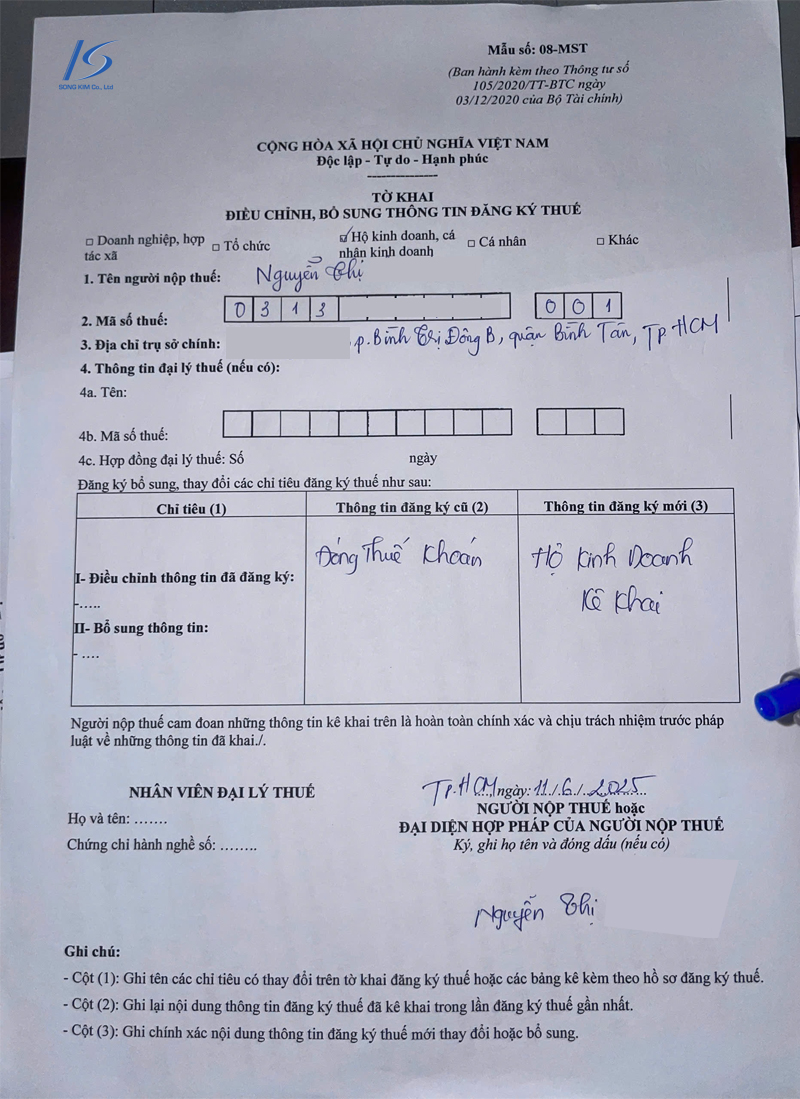 SONG KIM Co., Ltd
Mẫu số: 08-MST
(Ban hành kèm theo Thông tư số
105/2020/TT-BTC ngày
03/12/2020 của Bộ Tài chính)
CỘNG HÒA XÃ HỘI CHỦ NGHĨA VIỆT NAM
Độc lập - Tự do - Hạnh phúc
TỜ KHAI
ĐIỀU CHỈNH, BỔ SUNG THÔNG TIN ĐĂNG KÝ THUẾ
□ Doanh nghiệp, hợp tác xã □ Tổ chức ☑ Hộ kinh doanh, cá nhân kinh doanh □ Cá nhân □ Khác
1. Tên người nộp thuế: Nguyễn Thị
2. Mã số thuế: 0 3 1 3 0 0 1
3. Địa chỉ trụ sở chính: p. Bình Trị Đông B, quận Bình Tân, TP HCM
4. Thông tin đại lý thuế (nếu có):
4a. Tên:
4b. Mã số thuế:
4c. Hợp đồng đại lý thuế: Số ngày
Đăng ký bổ sung, thay đổi các chỉ tiêu đăng ký thuế như sau:
Chỉ tiêu (1) Thông tin đăng ký cũ (2) Thông tin đăng ký mới (3)
Đóng Thuế Khoán Hộ Kinh Doanh
I- Điều chỉnh thông tin đã đăng ký:
Kê Khai
-.....
II- Bổ sung thông tin:
- ....
Người nộp thuế cam đoan những thông tin kê khai trên là hoàn toàn chính xác và chịu trách nhiệm trước pháp
luật về những thông tin đã khai./.
TP.HCM, ngày: 11/6/2025
NHÂN VIÊN ĐẠI LÝ THUẾ NGƯỜI NỘP THUẾ hoặc
Họ và tên: ....... ĐẠI DIỆN HỢP PHÁP CỦA NGƯỜI NỘP THUẾ
Chứng chỉ hành nghề số: ........ Ký, ghi họ tên và đóng dấu (nếu có)
Nguyễn Thị
Ghi chú:
- Cột (1): Ghi tên các chỉ tiêu có thay đổi trên tờ khai đăng ký thuế hoặc các bảng kê kèm theo hồ sơ đăng ký thuế.
- Cột (2): Ghi lại nội dung thông tin đăng ký thuế đã kê khai trong lần đăng ký thuế gần nhất.
- Cột (3): Ghi chính xác nội dung thông tin đăng ký thuế mới thay đổi hoặc bổ sung.